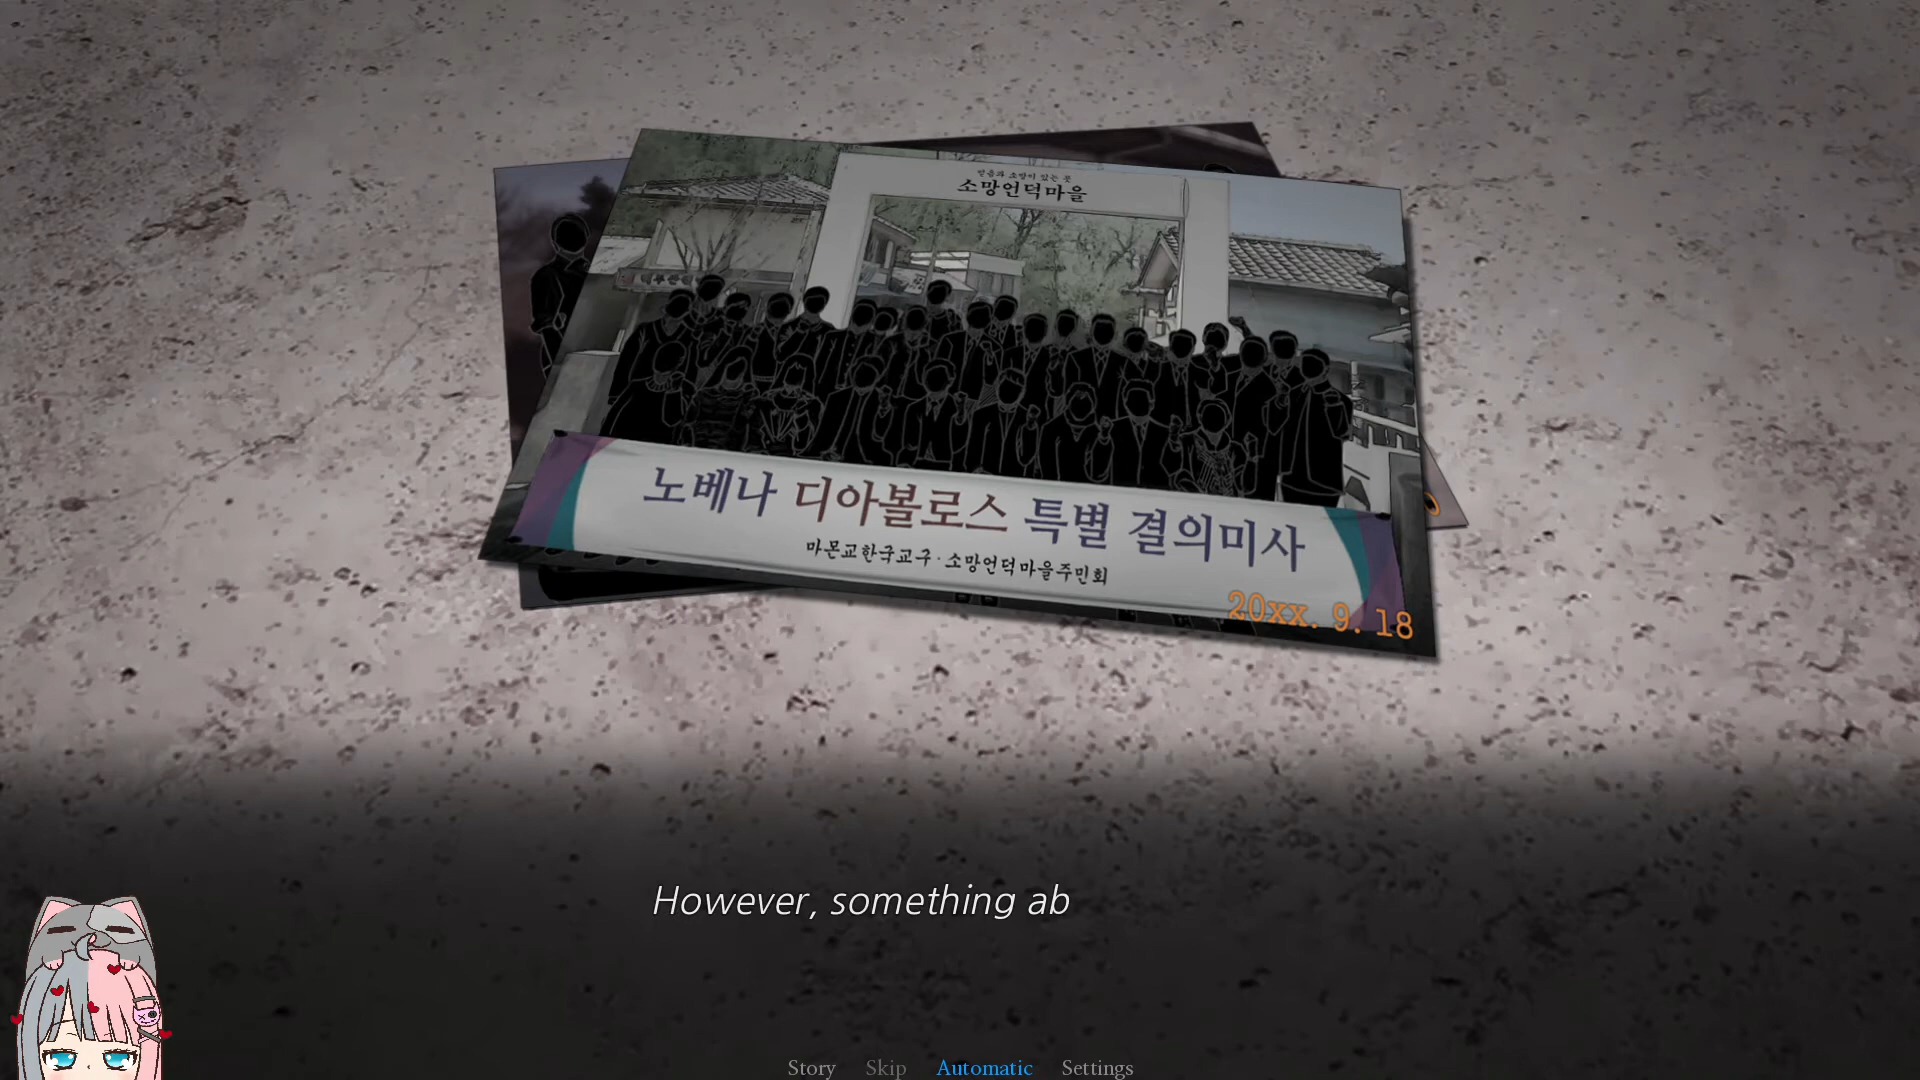 믿음과 소망이 있는 곳
소망언덕마을
노베나 디아볼로스 특별 결의미사
마몬교한국교구·소망언덕마을주민회
20xx. 9. 18
However, something ab
Story Skip Automatic Settings